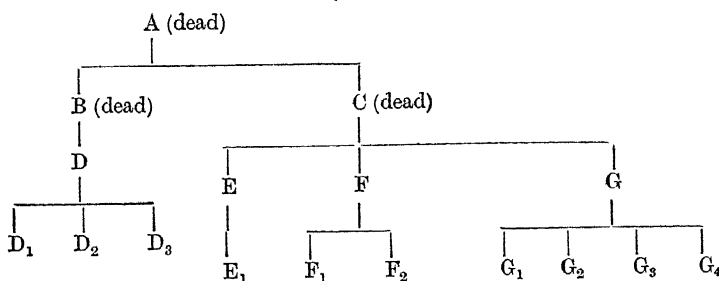 A (dead)
B (dead) C (dead)
D E F G
D₁ D₂ D₃ E₁ F₁ F₂ G₁ G₂ G₃ G₄